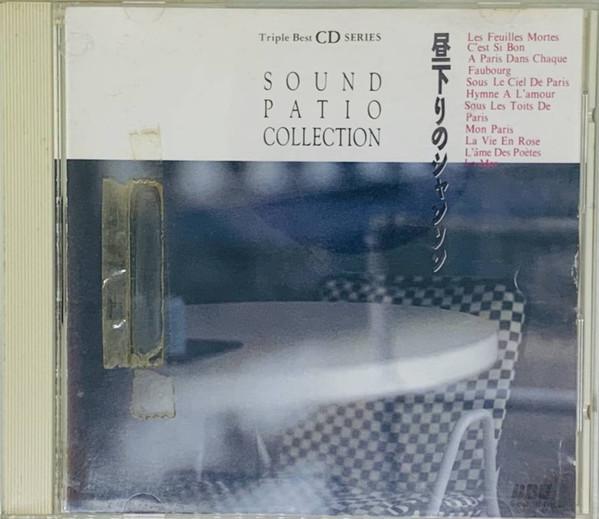 Triple Best CD SERIES
SOUND
PATIO
COLLECTION
昼下りのシャンソン
Les Feuilles Mortes
C'est Si Bon
A Paris Dans Chaque
Faubourg
Sous Le Ciel De Paris
Hymne A L'amour
Sous Les Toits De
Paris
Mon Paris
La Vie En Rose
L'âme Des Poètes
La Mer